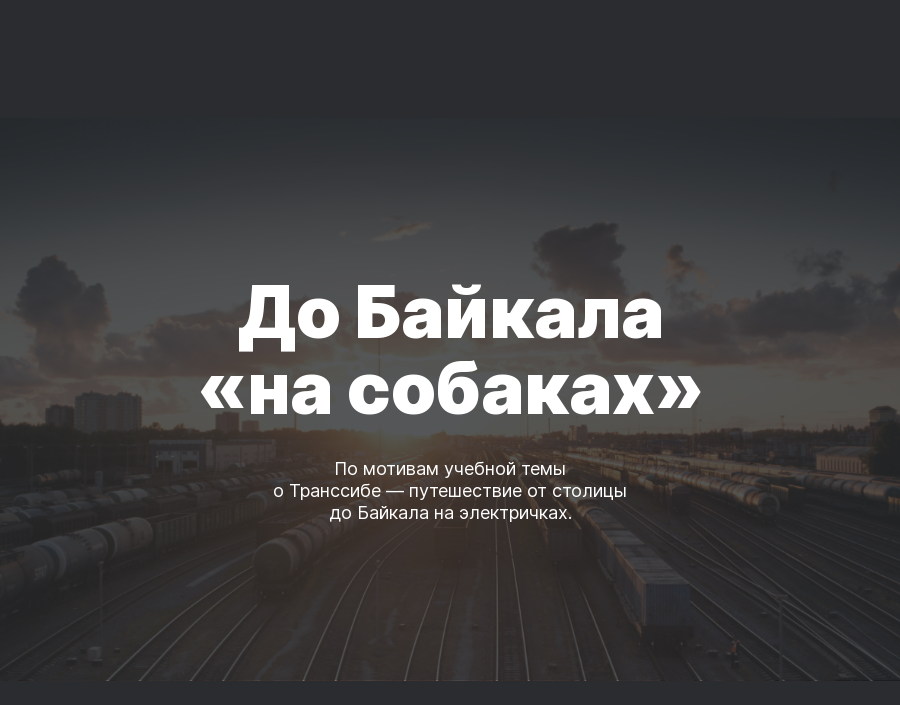 До Байкала
«на собаках»
По мотивам учебной темы
о Транссибе — путешествие от столицы
до Байкала на электричках.